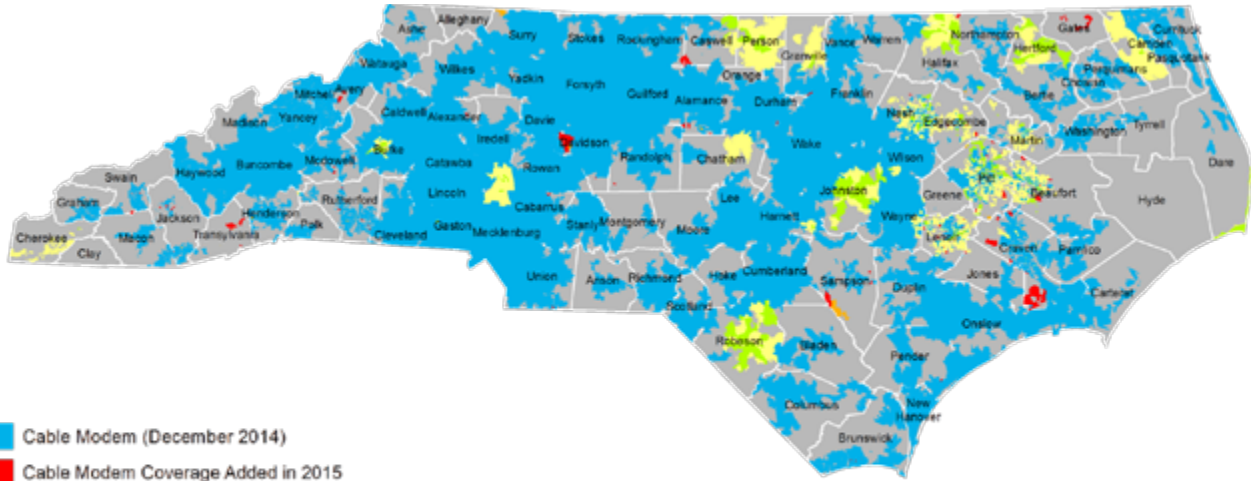 Alleghany
Ashe
Surry
Stokes
Rockingham
Caswell
Person
Granville
Vance
Warren
Northampton
Gates
Hertford
Halifax
Currituck
Camden
Pasquotank
Perquimans
Chowan
Bertie
Watauga
Wilkes
Yadkin
Forsyth
Guilford
Alamance
Orange
Durham
Franklin
Nash
Edgecombe
Martin
Washington
Tyrrell
Dare
Mitchel
Avery
Caldwell
Alexander
Davie
Iredell
Davidson
Randolph
Chatham
Wake
Wilson
Pitt
Beaufort
Hyde
Madison
Yancey
Burke
Catawba
Rowan
Johnston
Greene
Swain
Haywood
Buncombe
Mcdowell
Lincoln
Cabarrus
Lee
Harnett
Wayne
Lenoir
Craven
Pamlico
Graham
Jackson
Henderson
Rutherford
Polk
Cleveland
Gaston
Mecklenburg
Stanly
Montgomery
Moore
Cherokee
Clay
Macon
Transylvania
Union
Anson
Richmond
Hoke
Cumberland
Sampson
Duplin
Jones
Carteret
Scotland
Onslow
Robeson
Bladen
Pender
Columbus
New
Hanover
Brunswick
Cable Modem (December 2014)
Cable Modem Coverage Added in 2015